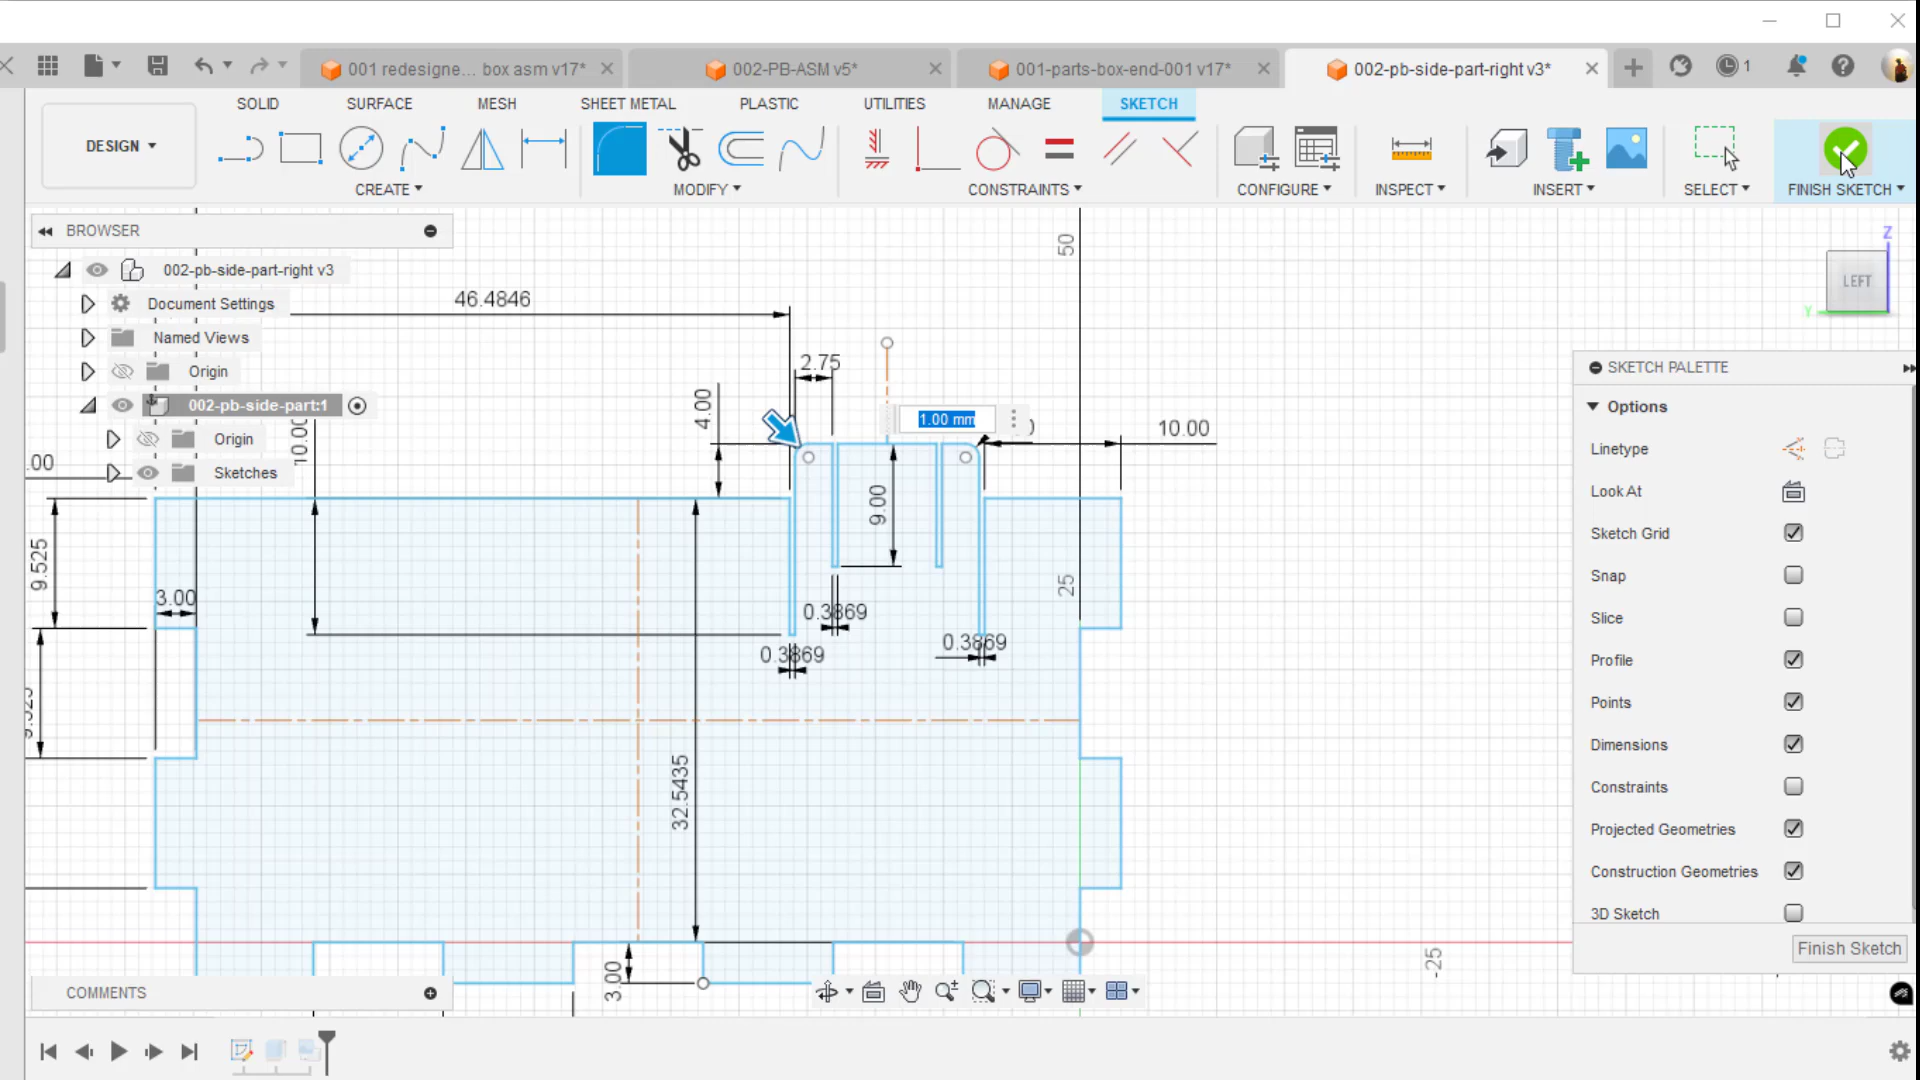 001 redesigne... box asm v17*
002-PB-ASM v5*
001-parts-box-end-001 v17*
002-pb-side-part-right v3*
1
SOLID
SURFACE
MESH
SHEET METAL
PLASTIC
UTILITIES
MANAGE
SKETCH
DESIGN
CREATE
MODIFY
CONSTRAINTS
CONFIGURE
INSPECT
INSERT
SELECT
FINISH SKETCH
BROWSER
002-pb-side-part-right v3
Document Settings
Named Views
Origin
002-pb-side-part:1
Origin
Sketches
46.4846
2.75
4.00
10.00
1.00 mm
10.00
50
Z
LEFT
Y
.00
9.525
3.00
9.00
25
0.3869
0.3869
0.3869
32.5435
3.00
-25
SKETCH PALETTE
Options
Linetype
Look At
Sketch Grid
Snap
Slice
Profile
Points
Dimensions
Constraints
Projected Geometries
Construction Geometries
3D Sketch
Finish Sketch
COMMENTS